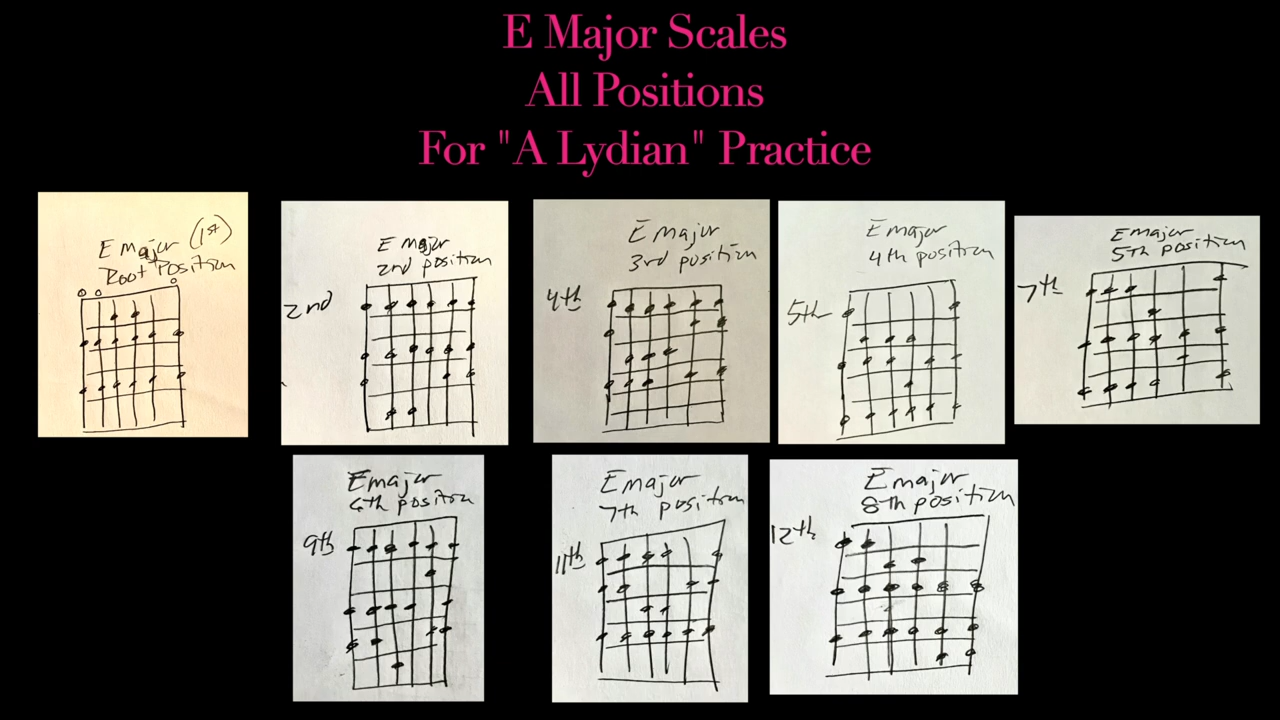 E Major Scales
All Positions
For "A Lydian" Practice
E major (1st)
Root Position
E major
2nd position
2nd
E major
3rd position
4th
E major
4th position
5th
E major
5th position
7th
E major
6th position
9th
E major
7th position
11th
E major
8th position
12th